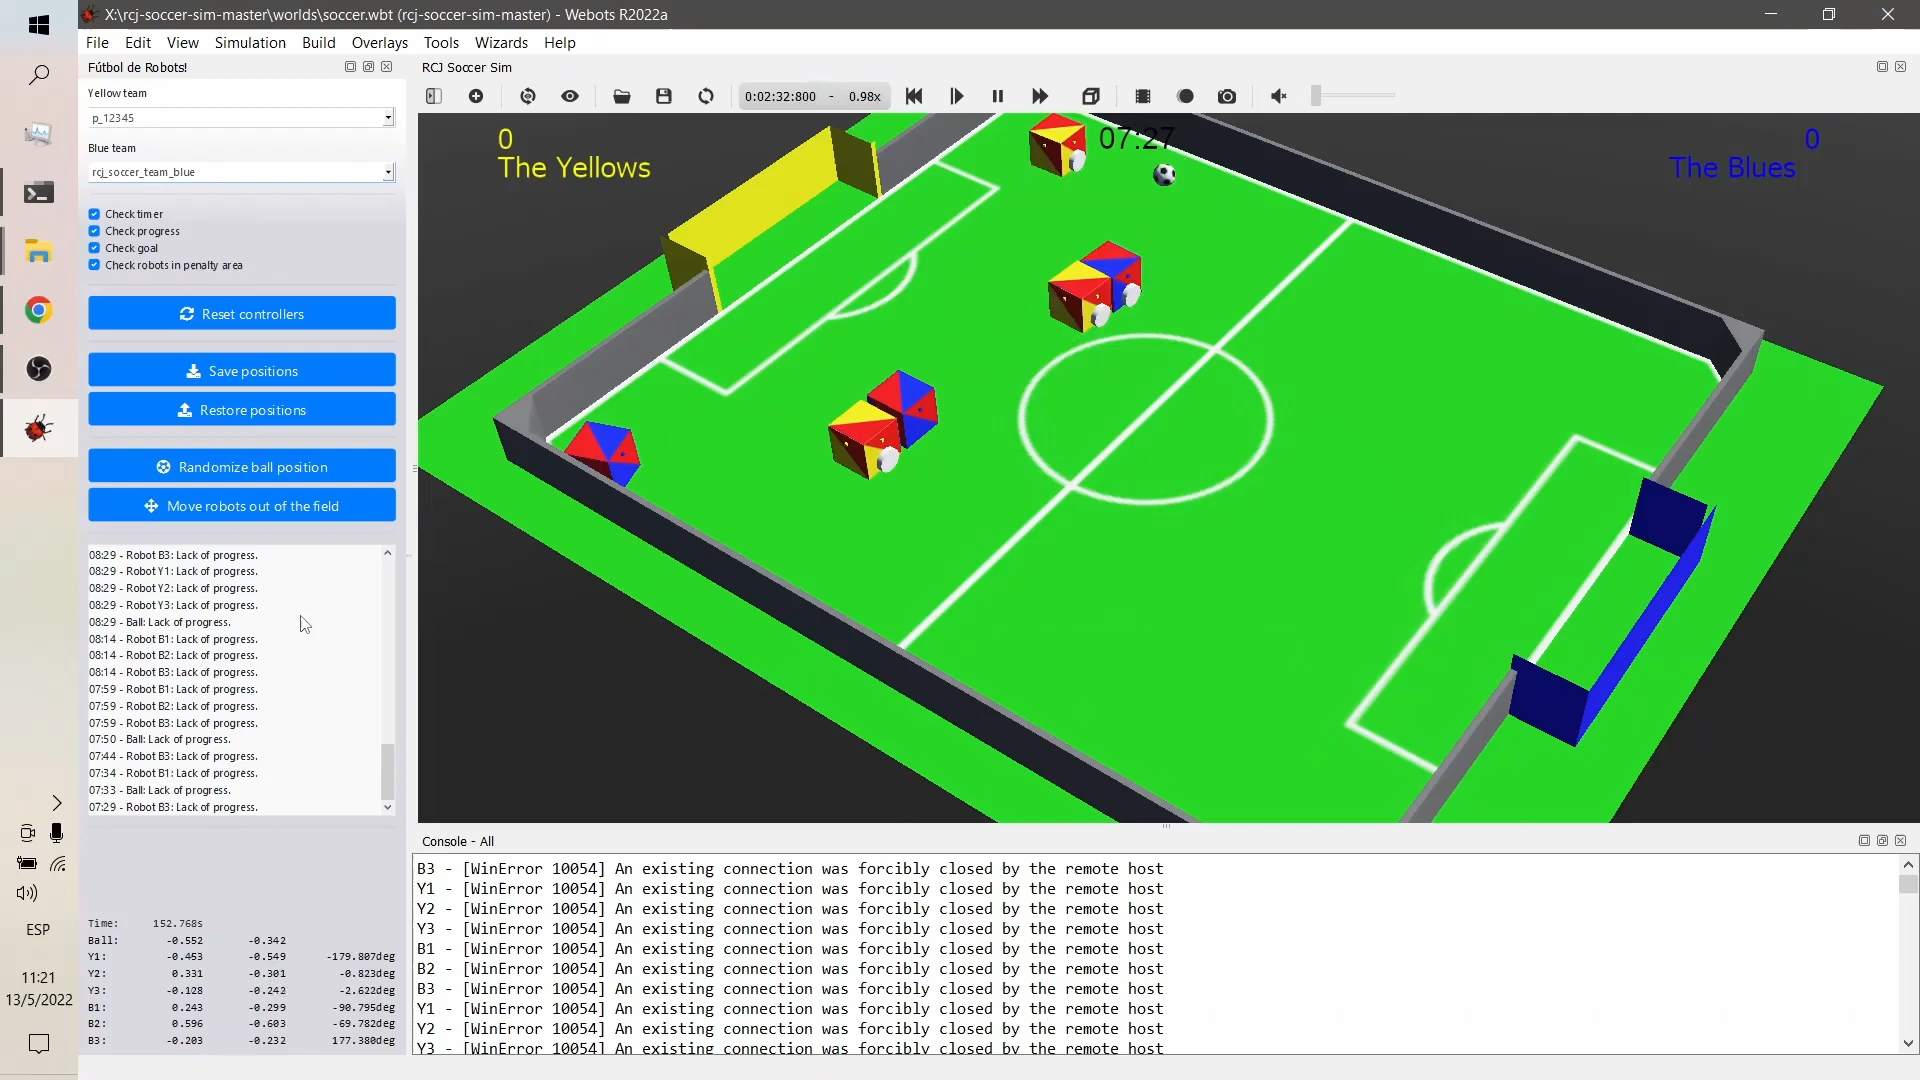 X:\rcj-soccer-sim-master\worlds\soccer.wbt (rcj-soccer-sim-master) - Webots R2022a
File Edit View Simulation Build Overlays Tools Wizards Help
Fútbol de Robots!
Yellow team
p_12345
Blue team
rcj_soccer_team_blue
Check timer
Check progress
Check goal
Check robots in penalty area
Reset controllers
Save positions
Restore positions
Randomize ball position
Move robots out of the field
08:29 - Robot B3: Lack of progress.
08:29 - Robot Y1: Lack of progress.
08:29 - Robot Y2: Lack of progress.
08:29 - Robot Y3: Lack of progress.
08:29 - Ball: Lack of progress.
08:14 - Robot B1: Lack of progress.
08:14 - Robot B2: Lack of progress.
08:14 - Robot B3: Lack of progress.
07:59 - Robot B1: Lack of progress.
07:59 - Robot B2: Lack of progress.
07:59 - Robot B3: Lack of progress.
07:50 - Ball: Lack of progress.
07:44 - Robot B3: Lack of progress.
07:34 - Robot B1: Lack of progress.
07:33 - Ball: Lack of progress.
07:29 - Robot B3: Lack of progress.
Time: 152.768s
Ball: -0.552 -0.342
Y1: -0.453 -0.549 -179.807deg
Y2: 0.331 -0.301 -0.823deg
Y3: -0.128 -0.242 -2.622deg
B1: 0.243 -0.299 -90.795deg
B2: 0.596 -0.603 -69.782deg
B3: -0.203 -0.232 177.380deg
RCJ Soccer Sim
0:02:32:800 - 0.98x
0 07:27 0
The Yellows The Blues
Console - All
B3 - [WinError 10054] An existing connection was forcibly closed by the remote host
Y1 - [WinError 10054] An existing connection was forcibly closed by the remote host
Y2 - [WinError 10054] An existing connection was forcibly closed by the remote host
Y3 - [WinError 10054] An existing connection was forcibly closed by the remote host
B1 - [WinError 10054] An existing connection was forcibly closed by the remote host
B2 - [WinError 10054] An existing connection was forcibly closed by the remote host
B3 - [WinError 10054] An existing connection was forcibly closed by the remote host
Y1 - [WinError 10054] An existing connection was forcibly closed by the remote host
Y2 - [WinError 10054] An existing connection was forcibly closed by the remote host
Y3 - [WinError 10054] An existing connection was forcibly closed by the remote host
ESP
11:21
13/5/2022